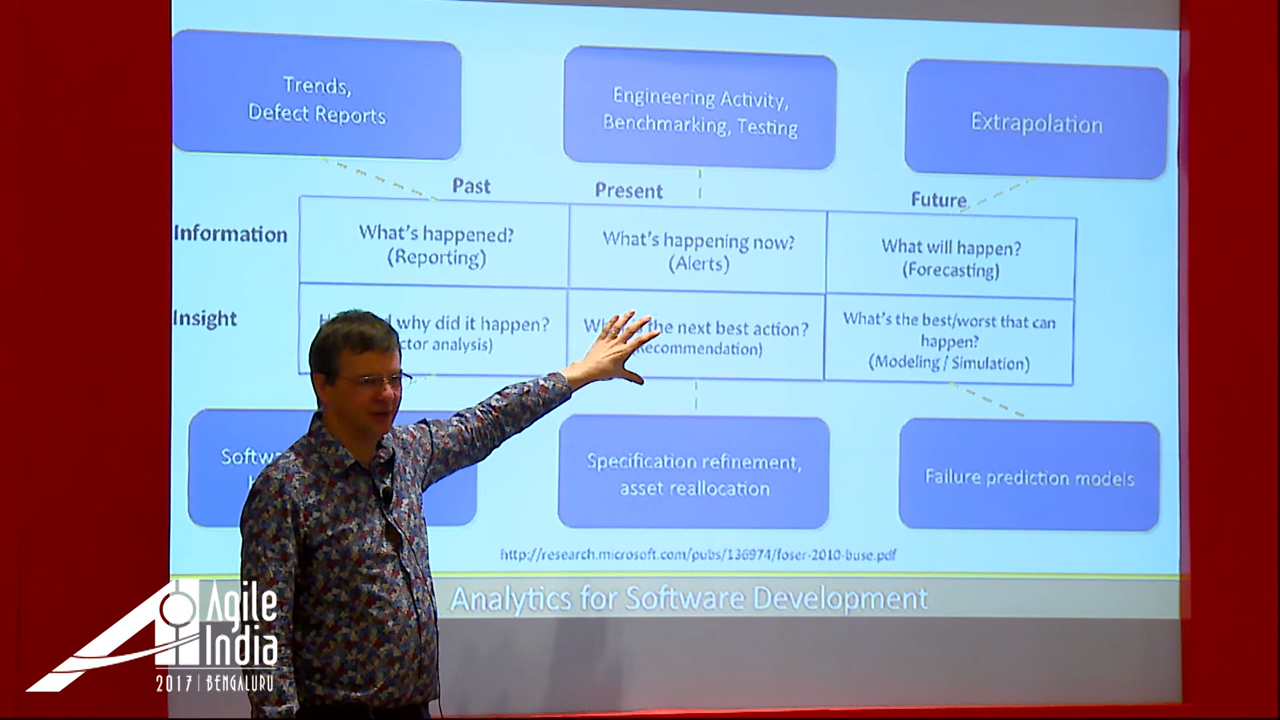 Trends,
Defect Reports
Engineering Activity,
Benchmarking, Testing
Extrapolation
Past
Present
Future
Information
What's happened?
(Reporting)
What's happening now?
(Alerts)
What will happen?
(Forecasting)
Insight
why did it happen?
analysis)
the next best action?
(Recommendation)
What's the best/worst that can
happen?
(Modeling / Simulation)
Specification refinement,
asset reallocation
Failure prediction models
http://research.microsoft.com/pubs/136974/foser-2010-buse.pdf
Analytics for Software Development
Agile
India
2017 | BENGALURU